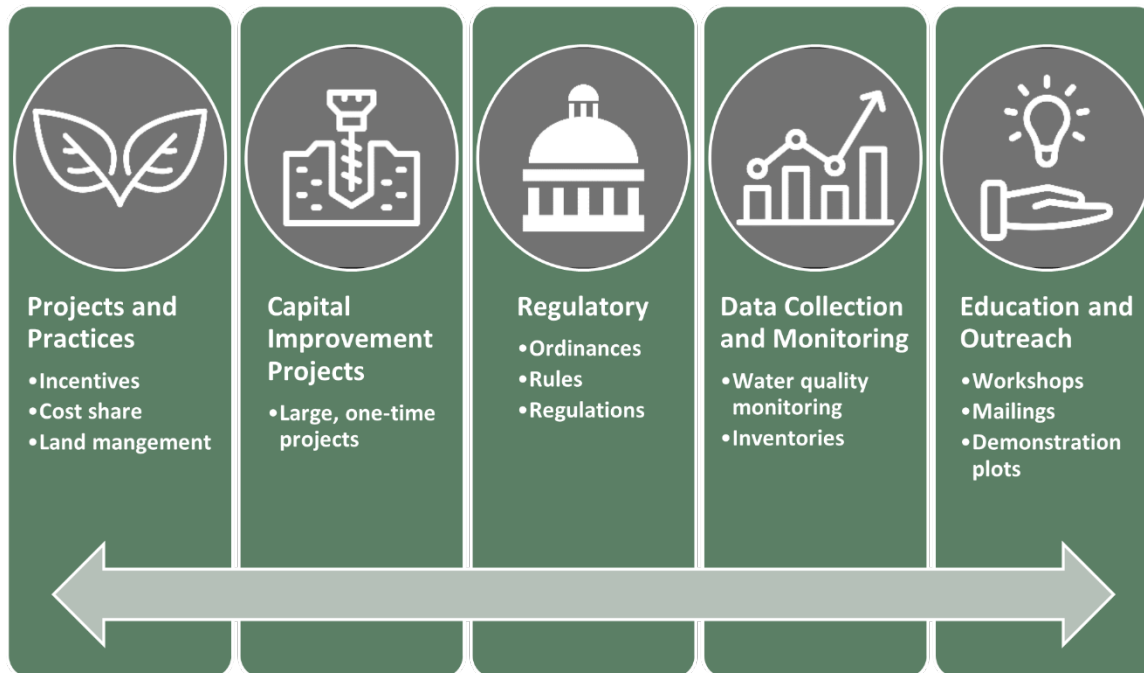 Projects and
Practices
•Incentives
•Cost share
•Land mangement
Capital
Improvement
Projects
•Large, one-time
projects
Regulatory
•Ordinances
•Rules
•Regulations
Data Collection
and Monitoring
•Water quality
monitoring
•Inventories
Education and
Outreach
•Workshops
•Mailings
•Demonstration
plots